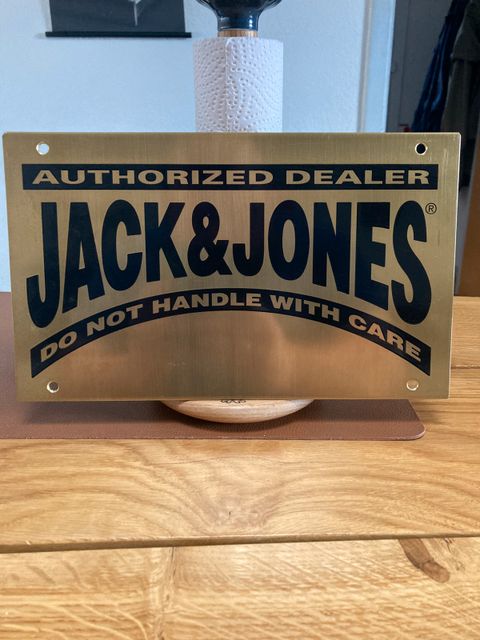 AUTHORIZED DEALER
JACK&JONES®
DO NOT HANDLE WITH CARE